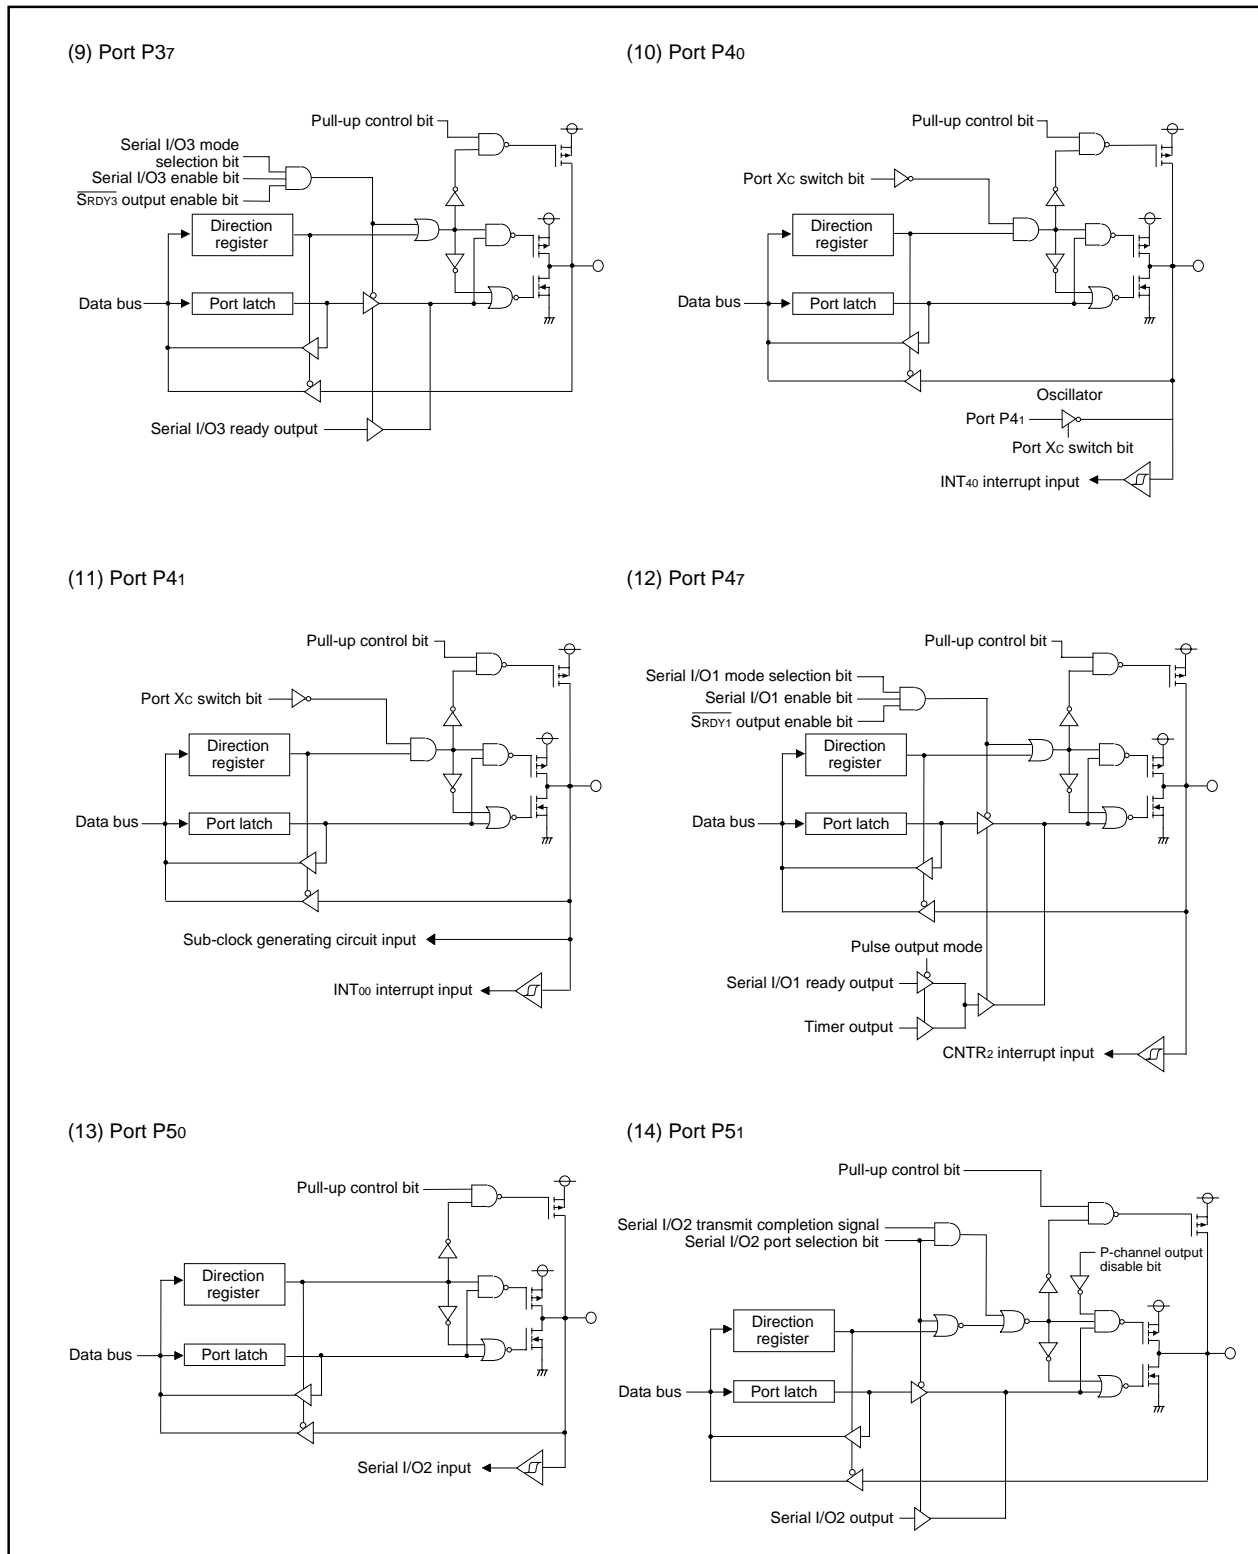 (9) Port P37
Pull-up control bit
Serial I/O3 mode
selection bit
Serial I/O3 enable bit
SRDY3 output enable bit
Direction
register
Data bus
Port latch
Serial I/O3 ready output
(10) Port P40
Pull-up control bit
Port XC switch bit
Direction
register
Data bus
Port latch
Oscillator
Port P41
Port XC switch bit
INT40 interrupt input
(11) Port P41
Pull-up control bit
Port XC switch bit
Direction
register
Data bus
Port latch
Sub-clock generating circuit input
INT00 interrupt input
(12) Port P47
Pull-up control bit
Serial I/O1 mode selection bit
Serial I/O1 enable bit
SRDY1 output enable bit
Direction
register
Data bus
Port latch
Pulse output mode
Serial I/O1 ready output
Timer output
CNTR2 interrupt input
(13) Port P50
Pull-up control bit
Direction
register
Data bus
Port latch
Serial I/O2 input
(14) Port P51
Pull-up control bit
Serial I/O2 transmit completion signal
Serial I/O2 port selection bit
P-channel output
disable bit
Direction
register
Data bus
Port latch
Serial I/O2 output